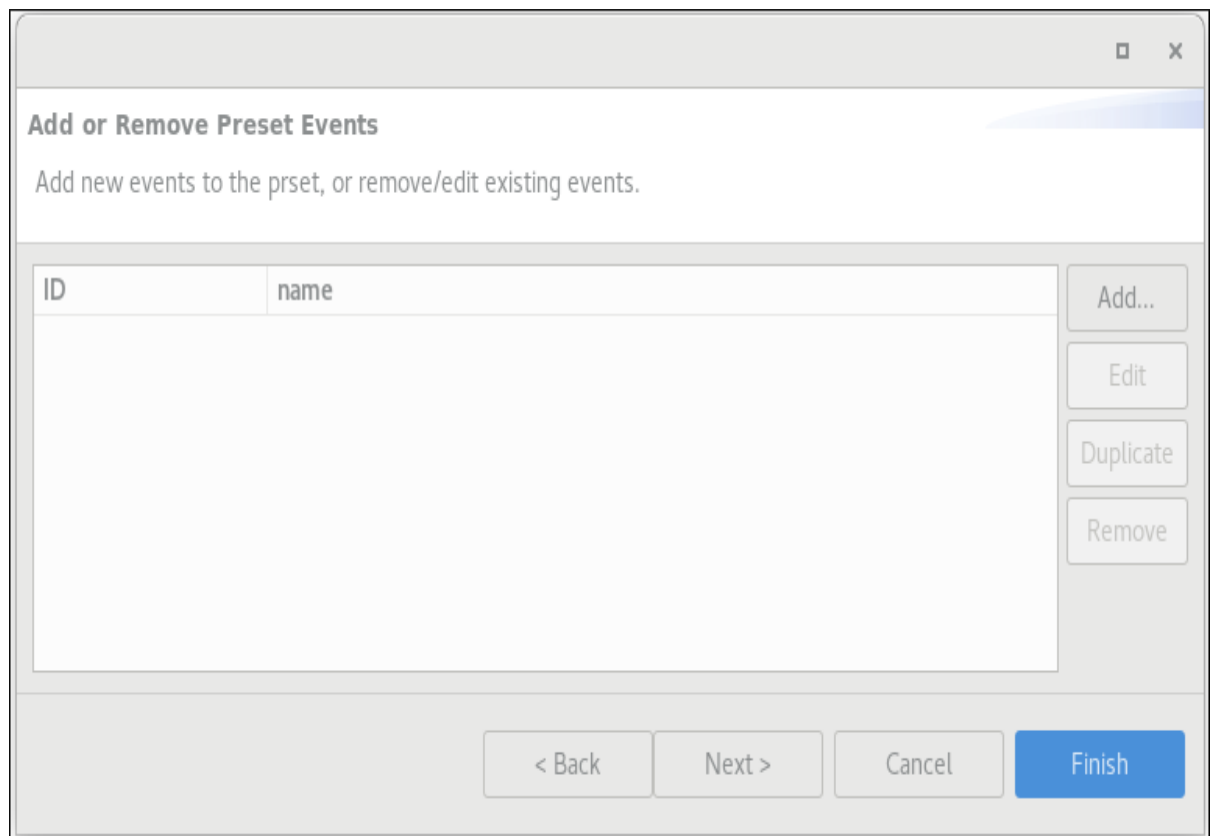 Add or Remove Preset Events
Add new events to the prset, or remove/edit existing events.
ID name
Add...
Edit
Duplicate
Remove
< Back Next > Cancel Finish